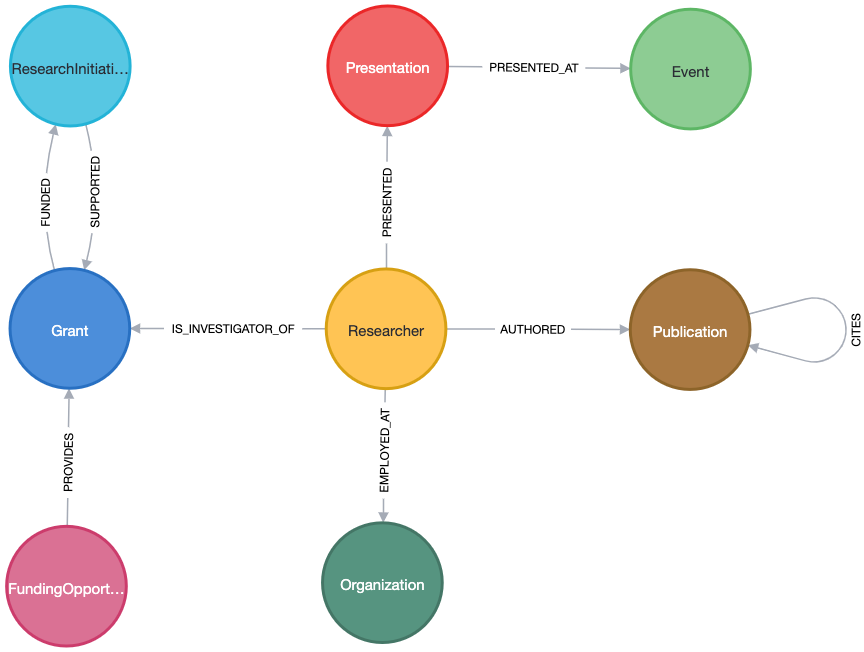 ResearchInitiati…
Presentation
PRESENTED_AT
Event
FUNDED
SUPPORTED
PRESENTED
Grant
IS_INVESTIGATOR_OF
Researcher
AUTHORED
Publication
CITES
PROVIDES
EMPLOYED_AT
FundingOpport…
Organization